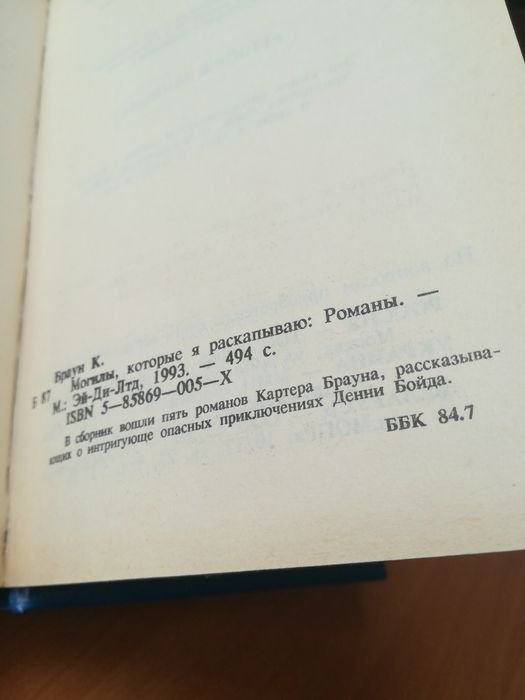 Браун К.
Б 87 Могилы, которые я раскапываю: Романы. —
М.: Эй-Ди-Лтд, 1993. — 494 с.
ISBN 5—85869—005—X
В сборник вошли пять романов Картера Брауна, рассказыва-
ющих о интригующе опасных приключениях Денни Бойда.
ББК 84.7